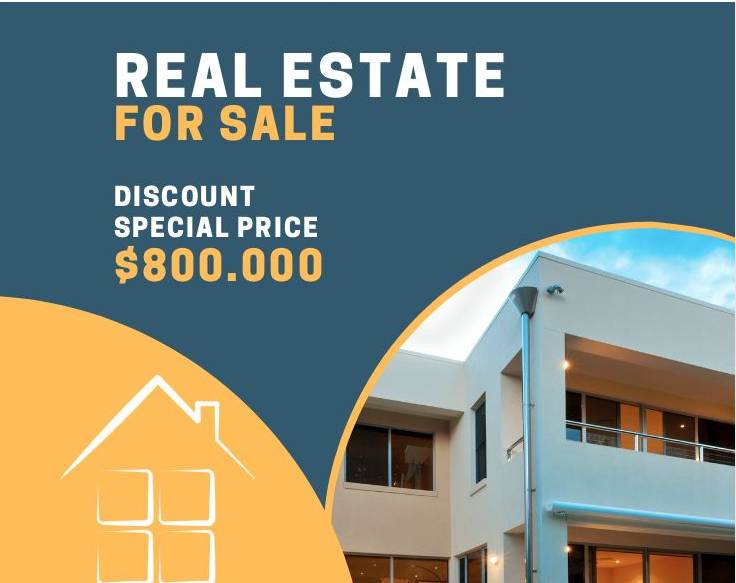 REAL ESTATE
FOR SALE
DISCOUNT
SPECIAL PRICE
$800.000